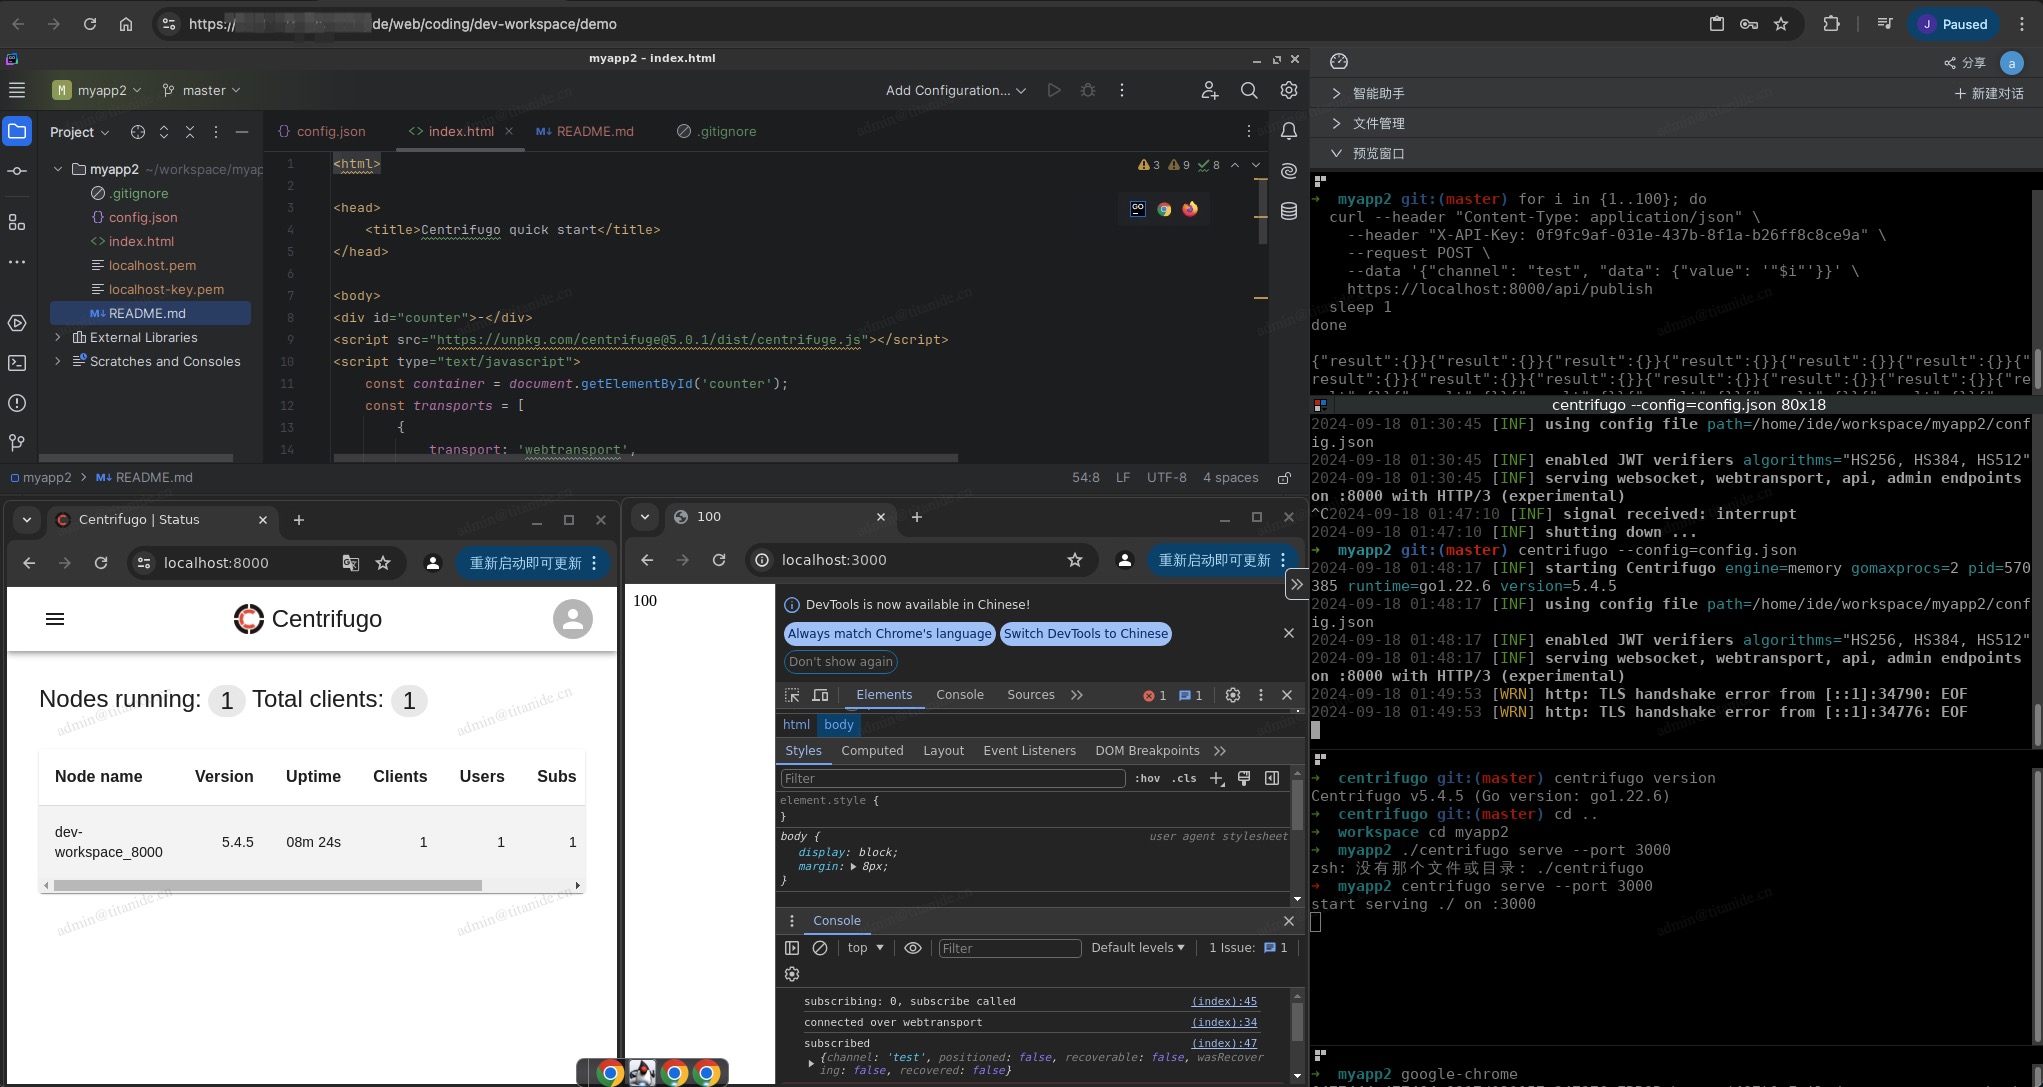 https:// de/web/coding/dev-workspace/demo
J Paused
myapp2 – index.html
M myapp2 master
Add Configuration...
Project
config.json index.html README.md .gitignore
myapp2 ~/workspace/myap
.gitignore
config.json
index.html
localhost.pem
localhost-key.pem
README.md
External Libraries
Scratches and Consoles
3 9 8
1 <html>
2
3 <head>
4 <title>Centrifugo quick start</title>
5 </head>
6
7 <body>
8 <div id="counter">-</div>
9 <script src="https://unpkg.com/centrifuge@5.0.1/dist/centrifuge.js"></script>
10 <script type="text/javascript">
11 const container = document.getElementById('counter');
12 const transports = [
13 {
14 transport: 'webtransport',
myapp2 > README.md
54:8 LF UTF-8 4 spaces
Centrifugo | Status
localhost:8000
重新启动即可更新
Centrifugo
Nodes running: 1 Total clients: 1
Node name Version Uptime Clients Users Subs
dev-workspace_8000 5.4.5 08m 24s 1 1 1
admin@titanide.cn
100
localhost:3000
重新启动即可更新
100
DevTools is now available in Chinese!
Always match Chrome's language Switch DevTools to Chinese
Don't show again
Elements Console Sources 1 1
html body
Styles Computed Layout Event Listeners DOM Breakpoints
Filter :hov .cls
element.style {
}
body { user agent stylesheet
display: block;
margin: 8px;
}
Console
top Filter Default levels 1 Issue: 1
subscribing: 0, subscribe called (index):45
connected over webtransport (index):34
subscribed (index):47
{channel: 'test', positioned: false, recoverable: false, wasRecover
ing: false, recovered: false}
分享 a
智能助手 + 新建对话
文件管理
预览窗口
→ myapp2 git:(master) for i in {1..100}; do
curl --header "Content-Type: application/json" \
--header "X-API-Key: 0f9fc9af-031e-437b-8f1a-b26ff8c8ce9a" \
--request POST \
--data '{"channel": "test", "data": {"value": '"$i"'}}' \
https://localhost:8000/api/publish
sleep 1
done
{"result":{}}{"result":{}}{"result":{}}{"result":{}}{"result":{}}{"result":{}}{"
result":{}}{"result":{}}{"result":{}}{"result":{}}{"result":{}}{"result":{}}{"re
centrifugo --config=config.json 80x18
2024-09-18 01:30:45 [INF] using config file path=/home/ide/workspace/myapp2/conf
ig.json
2024-09-18 01:30:45 [INF] enabled JWT verifiers algorithms="HS256, HS384, HS512"
2024-09-18 01:30:45 [INF] serving websocket, webtransport, api, admin endpoints
on :8000 with HTTP/3 (experimental)
^C2024-09-18 01:47:10 [INF] signal received: interrupt
2024-09-18 01:47:10 [INF] shutting down ...
→ myapp2 git:(master) centrifugo --config=config.json
2024-09-18 01:48:17 [INF] starting Centrifugo engine=memory gomaxprocs=2 pid=570
385 runtime=go1.22.6 version=5.4.5
2024-09-18 01:48:17 [INF] using config file path=/home/ide/workspace/myapp2/conf
ig.json
2024-09-18 01:48:17 [INF] enabled JWT verifiers algorithms="HS256, HS384, HS512"
2024-09-18 01:48:17 [INF] serving websocket, webtransport, api, admin endpoints
on :8000 with HTTP/3 (experimental)
2024-09-18 01:49:53 [WRN] http: TLS handshake error from [::1]:34790: EOF
2024-09-18 01:49:53 [WRN] http: TLS handshake error from [::1]:34776: EOF
→ centrifugo git:(master) centrifugo version
Centrifugo v5.4.5 (Go version: go1.22.6)
→ centrifugo git:(master) cd ..
→ workspace cd myapp2
→ myapp2 ./centrifugo serve --port 3000
zsh: 没有那个文件或目录: ./centrifugo
→ myapp2 centrifugo serve --port 3000
start serving ./ on :3000
→ myapp2 google-chrome